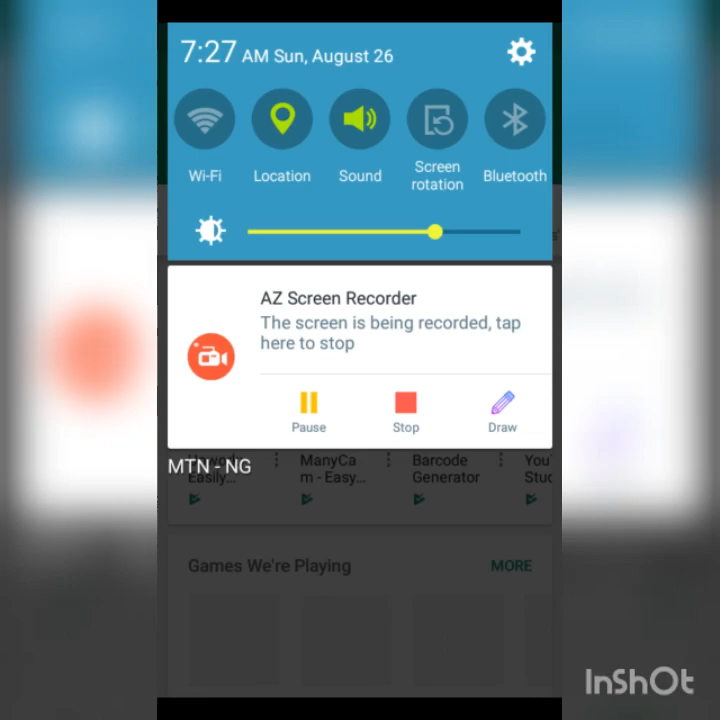 7:27 AM Sun, August 26
Wi-Fi
Location
Sound
Screen
rotation
Bluetooth
AZ Screen Recorder
The screen is being recorded, tap
here to stop
Pause
Stop
Draw
MTN - NG
Easily...
ManyCa
m - Easy...
Barcode
Generator
Games We're Playing
MORE
InShOt